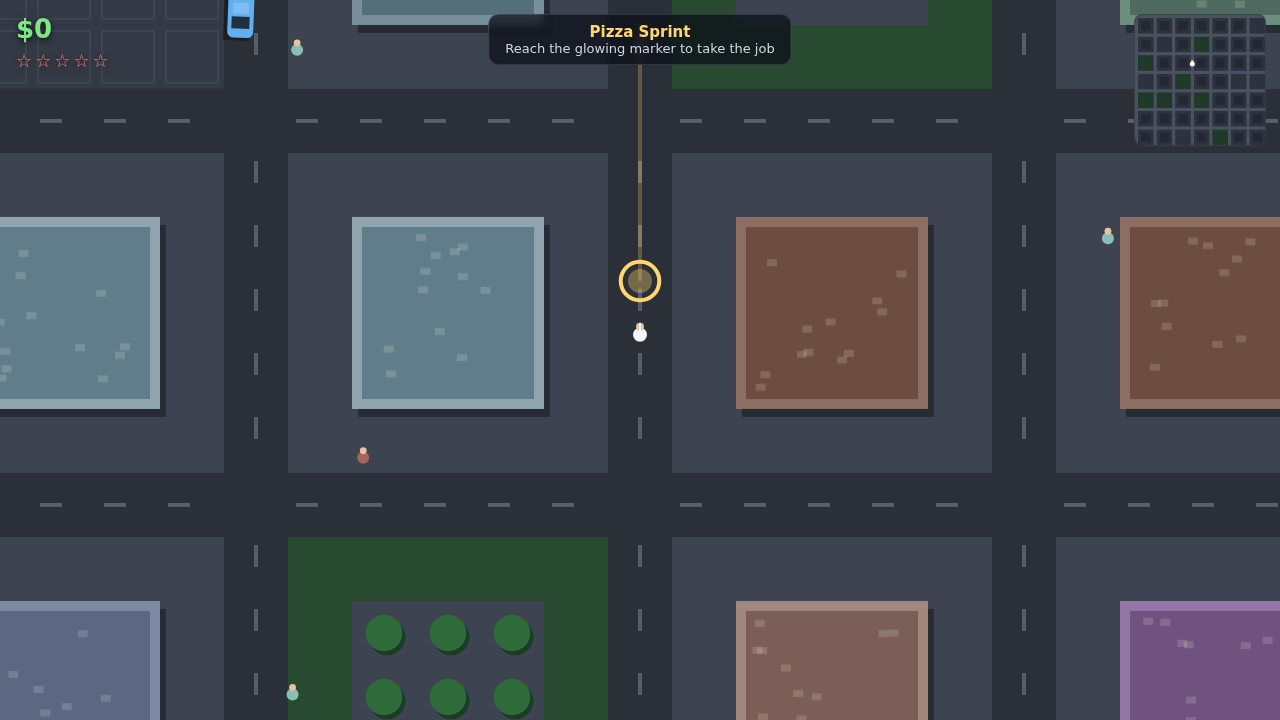 $0
☆☆☆☆☆
Pizza Sprint
Reach the glowing marker to take the job